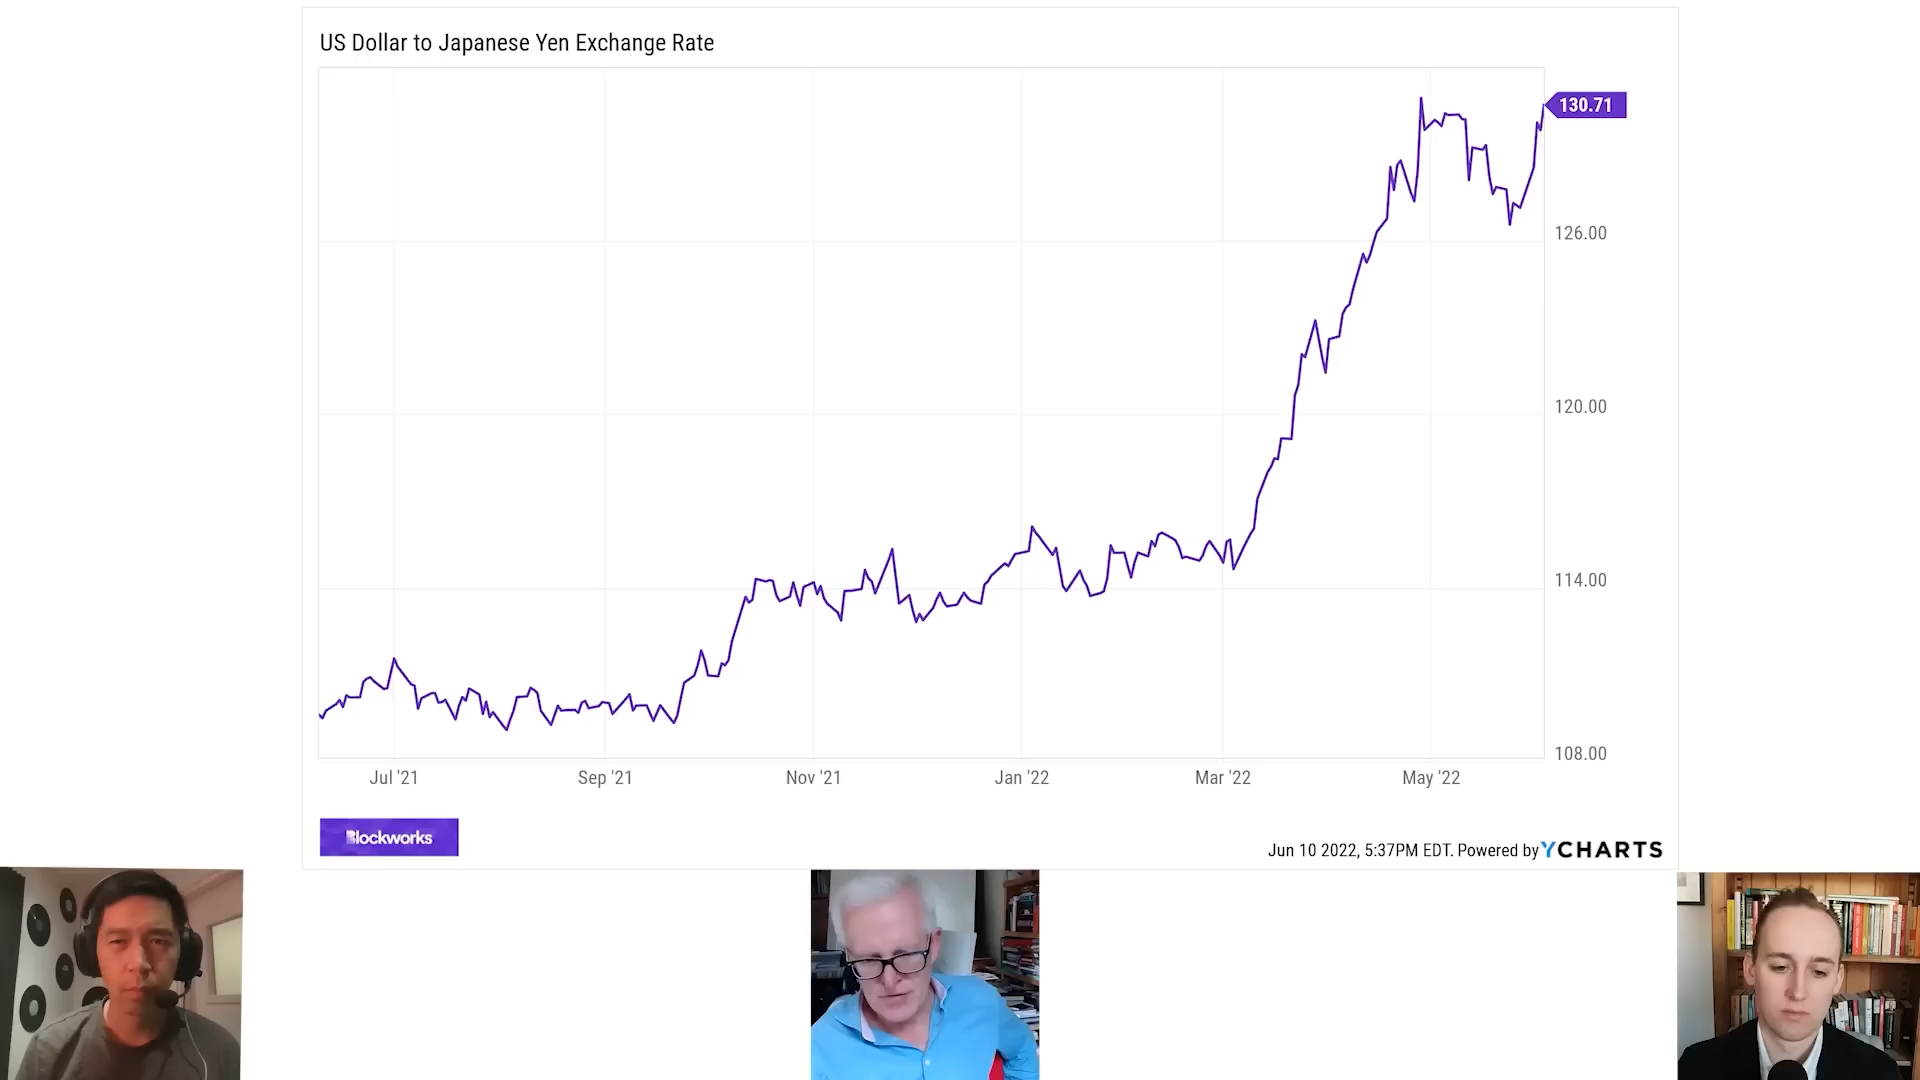 US Dollar to Japanese Yen Exchange Rate
130.71
126.00
120.00
114.00
108.00
Jul '21 Sep '21 Nov '21 Jan '22 Mar '22 May '22
Blockworks
Jun 10 2022, 5:37PM EDT. Powered by YCHARTS